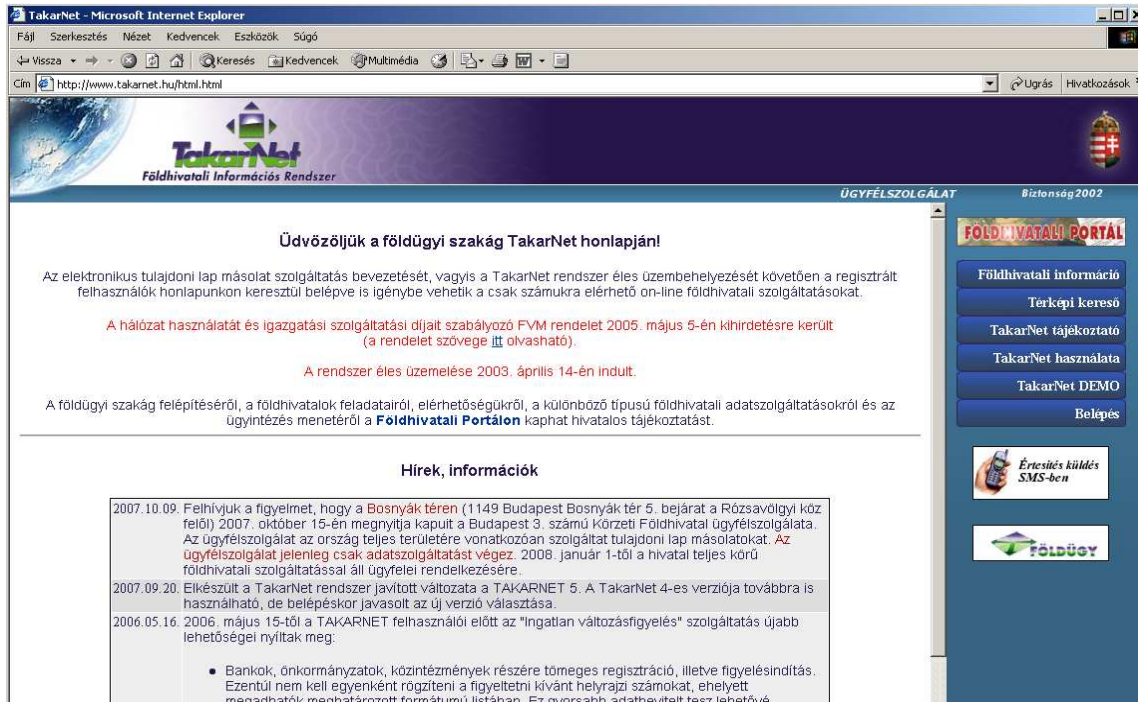 TakarNet - Microsoft Internet Explorer
Fájl Szerkesztés Nézet Kedvencek Eszközök Súgó
Vissza Keresés Kedvencek Multimédia
Cím http://www.takarnet.hu/html.html Ugrás Hivatkozások
TakarNet
Földhivatali Információs Rendszer
ÜGYFÉLSZOLGÁLAT Biztonság2002
Üdvözöljük a földügyi szakág TakarNet honlapján!
Az elektronikus tulajdoni lap másolat szolgáltatás bevezetését, vagyis a TakarNet rendszer éles üzembehelyezését követően a regisztrált
felhasználók honlapunkon keresztül belépve is igénybe vehetik a csak számukra elérhető on-line földhivatali szolgáltatásokat.
A hálózat használatát és igazgatási szolgáltatási díjait szabályozó FVM rendelet 2005. május 5-én kihirdetésre került
(a rendelet szövege itt olvasható).
A rendszer éles üzemelése 2003. április 14-én indult.
A földügyi szakág felépítéséről, a földhivatalok feladatairól, elérhetőségükről, a különböző típusú földhivatali adatszolgáltatásokról és az
ügyintézés menetéről a Földhivatali Portálon kaphat hivatalos tájékoztatást.
Hírek, információk
2007.10.09. Felhívjuk a figyelmet, hogy a Bosnyák téren (1149 Budapest Bosnyák tér 5. bejárat a Rózsavölgyi köz
felől) 2007. október 15-én megnyitja kapuit a Budapest 3. számú Körzeti Földhivatal ügyfélszolgálata.
Az ügyfélszolgálat az ország teljes területére vonatkozóan szolgáltat tulajdoni lap másolatokat. Az
ügyfélszolgálat jelenleg csak adatszolgáltatást végez. 2008. január 1-től a hivatal teljes körű
földhivatali szolgáltatással áll ügyfelei rendelkezésére.
2007.09.20. Elkészült a TakarNet rendszer javított változata a TAKARNET 5. A TakarNet 4-es verziója továbbra is
használható, de belépéskor javasolt az új verzió választása.
2006.05.16. 2006. május 15-től a TAKARNET felhasználói előtt az "Ingatlan változásfigyelés" szolgáltatás újabb
lehetőségei nyíltak meg:
Bankok, önkormányzatok, közintézmények részére tömeges regisztráció, illetve figyelésindítás.
Ezentúl nem kell egyenként rögzíteni a figyeltetni kívánt helyrajzi számokat, ehelyett
megadhatók meghatározott formátumú listában. Ez gyorsabb adatbevitelt tesz lehetővé
FÖLDHIVATALI PORTÁL
Földhivatali információ
Térképi kereső
TakarNet tájékoztató
TakarNet használata
TakarNet DEMO
Belépés
Értesítés küldés
SMS-ben
FÖLDÜGY